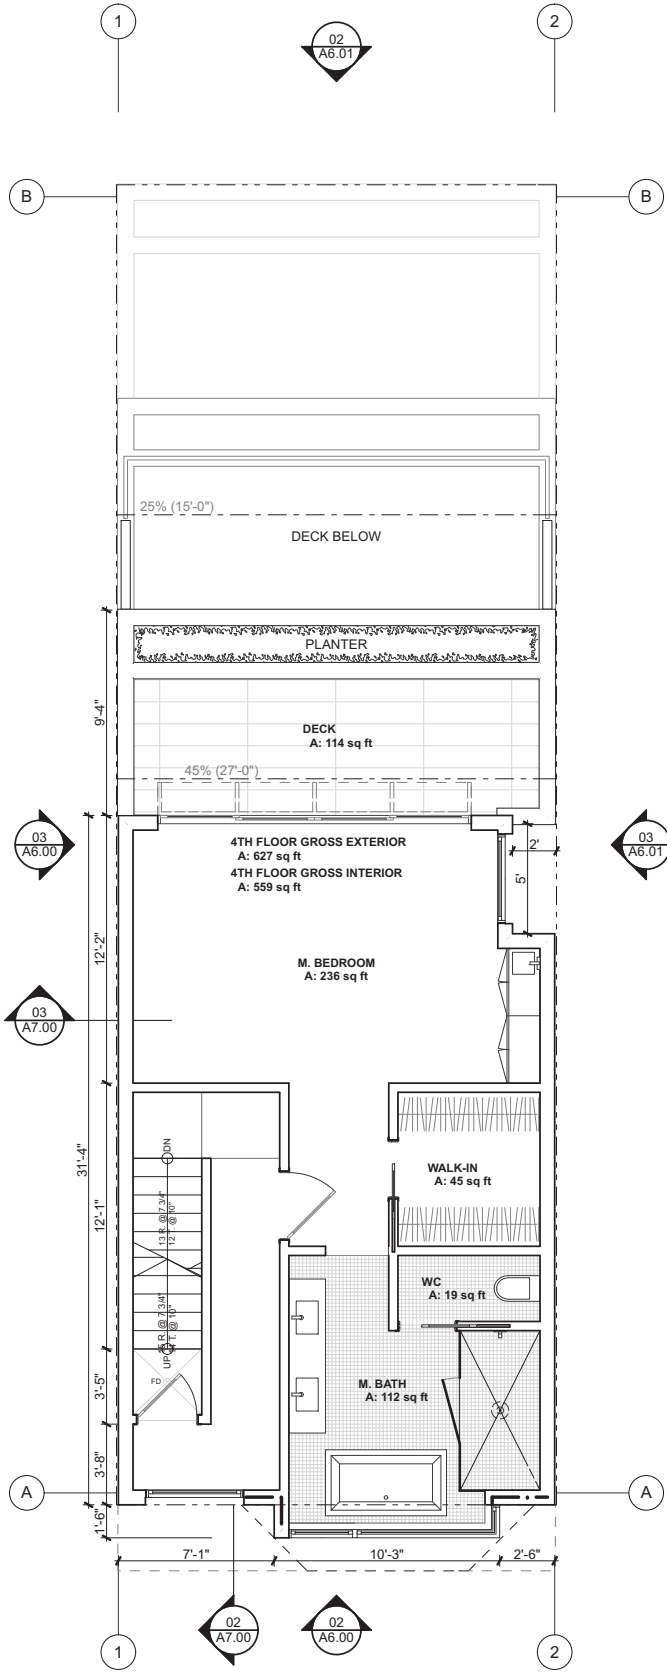 1
02
A6.01
2
B
B
25% (15'-0")
DECK BELOW
PLANTER
9'-4"
DECK
A: 114 sq ft
45% (27'-0")
4TH FLOOR GROSS EXTERIOR
A: 627 sq ft
4TH FLOOR GROSS INTERIOR
A: 559 sq ft
03
A6.00
03
A6.01
2'
5'
12'-2"
M. BEDROOM
A: 236 sq ft
03
A7.00
31'-4"
DN
WALK-IN
A: 45 sq ft
12'-1"
13 R. @ 7 3/4"
12 T. @ 10"
WC
A: 19 sq ft
R. @ 7 3/4"
T. @ 10"
UP
FD
3'-5"
M. BATH
A: 112 sq ft
3'-8"
A
A
1'-6"
7'-1"
10'-3"
2'-6"
1
02
A7.00
02
A6.00
2